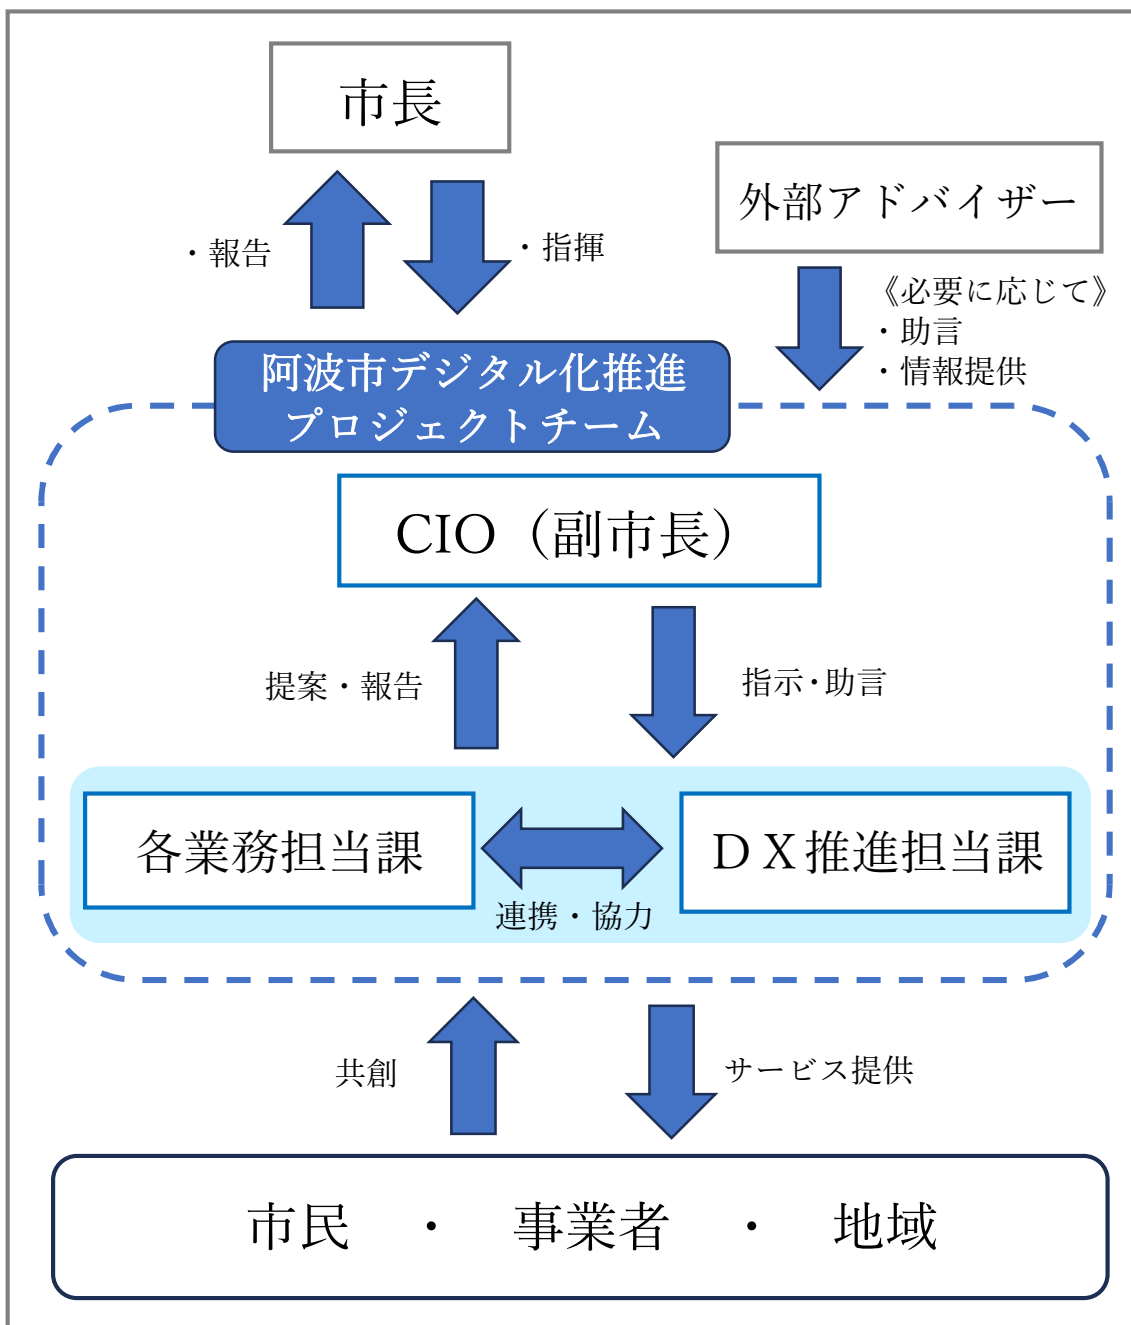 市長
・報告
・指揮
外部アドバイザー
《必要に応じて》
・助言
・情報提供
阿波市デジタル化推進
プロジェクトチーム
CIO（副市長）
提案・報告
指示・助言
各業務担当課
ＤＸ推進担当課
連携・協力
共創
サービス提供
市民　・　事業者　・　地域